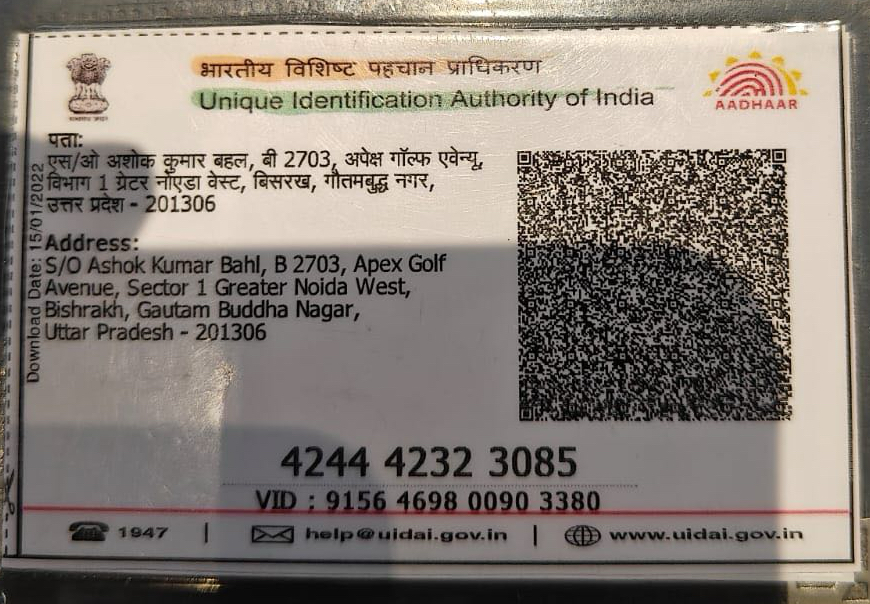 भारतीय विशिष्ट पहचान प्राधिकरण
Unique Identification Authority of India
AADHAAR
पता:
एस/ओ अशोक कुमार बहल, बी 2703, अपेक्ष गॉल्फ एवेन्यू,
विभाग 1 ग्रेटर नोएडा वेस्ट, बिसरख, गौतमबुद्ध नगर,
उत्तर प्रदेश - 201306
Address:
S/O Ashok Kumar Bahl, B 2703, Apex Golf
Avenue, Sector 1 Greater Noida West,
Bishrakh, Gautam Buddha Nagar,
Uttar Pradesh - 201306
Download Date: 15/01/2022
4244 4232 3085
VID : 9156 4698 0090 3380
1947 | help@uidai.gov.in | www.uidai.gov.in